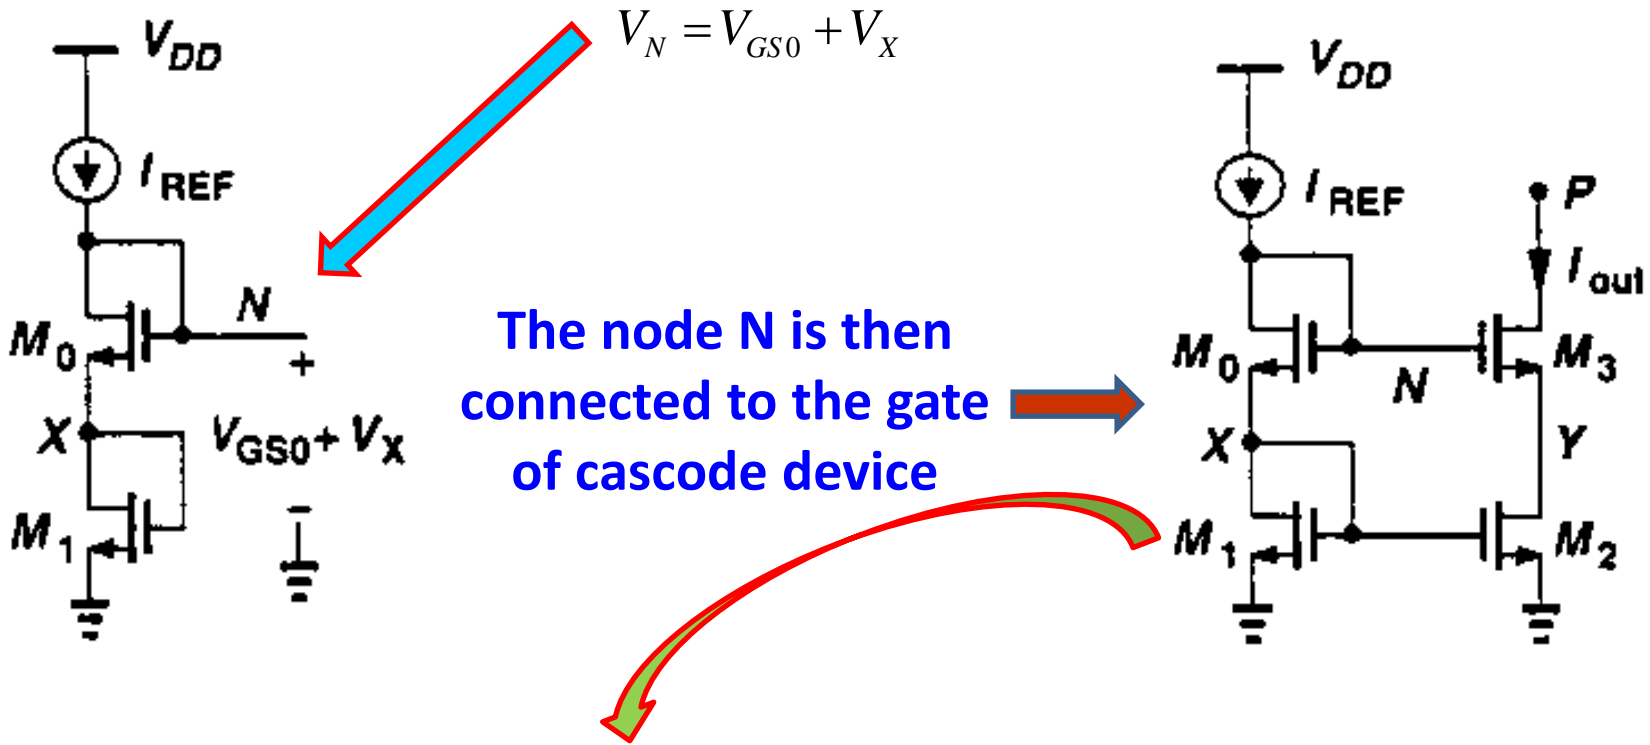 V_N = V_GS0 + V_X
V_DD
I_REF
N
M_0
+
X
V_GS0 + V_X
M_1
−
The node N is then
connected to the gate
of cascode device
V_DD
I_REF
P
I_out
M_0
M_3
N
X
Y
M_1
M_2